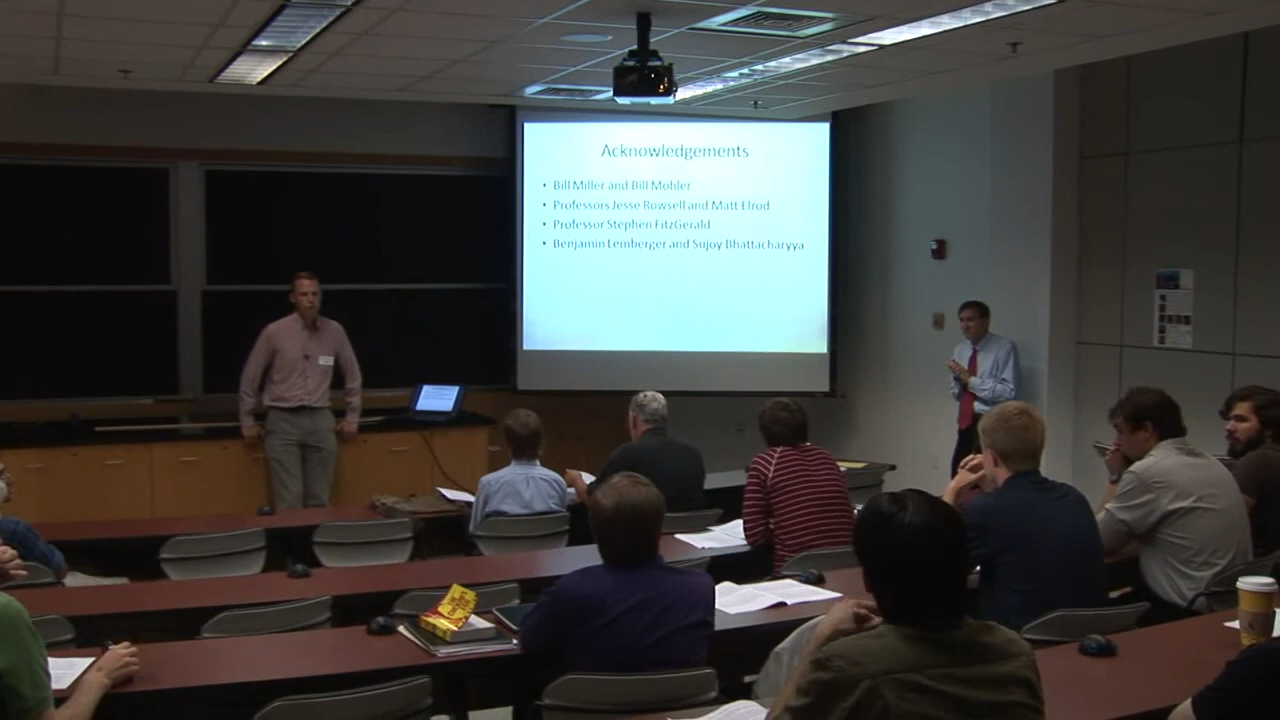 Acknowledgements
• Bill Miller and Bill Mohler
• Professors Jesse Rowsell and Matt Elrod
• Professor Stephen FitzGerald
• Benjamin Lemberger and Sujoy Bhattacharyya